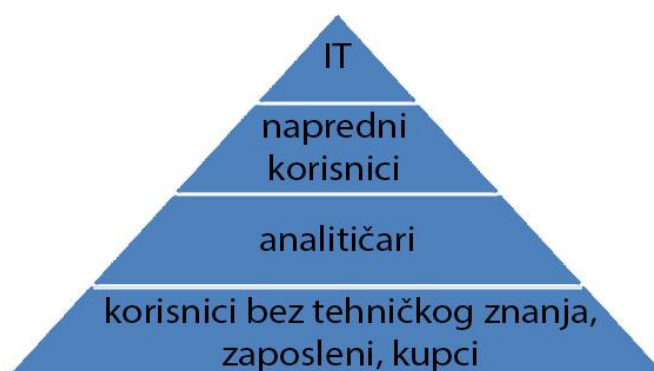 IT
napredni
korisnici
analitičari
korisnici bez tehničkog znanja,
zaposleni, kupci